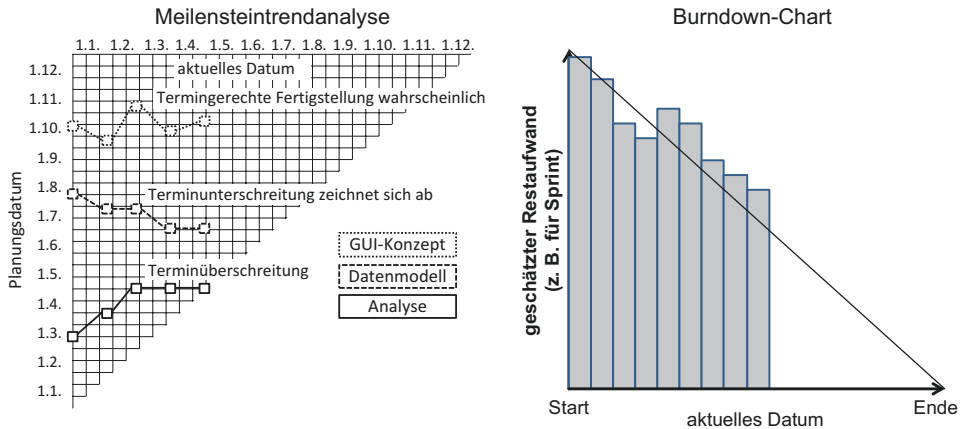 Meilensteintrendanalyse
1.1. 1.2. 1.3. 1.4. 1.5. 1.6. 1.7. 1.8. 1.9. 1.10. 1.11. 1.12.
aktuelles Datum
Planungsdatum
1.12.
1.11.
1.10.
1.9.
1.8.
1.7.
1.6.
1.5.
1.4.
1.3.
1.2.
1.1.
Termingerechte Fertigstellung wahrscheinlich
Terminunterschreitung zeichnet sich ab
Terminüberschreitung
GUI-Konzept
Datenmodell
Analyse
Burndown-Chart
geschätzter Restaufwand
(z. B. für Sprint)
Start
aktuelles Datum
Ende